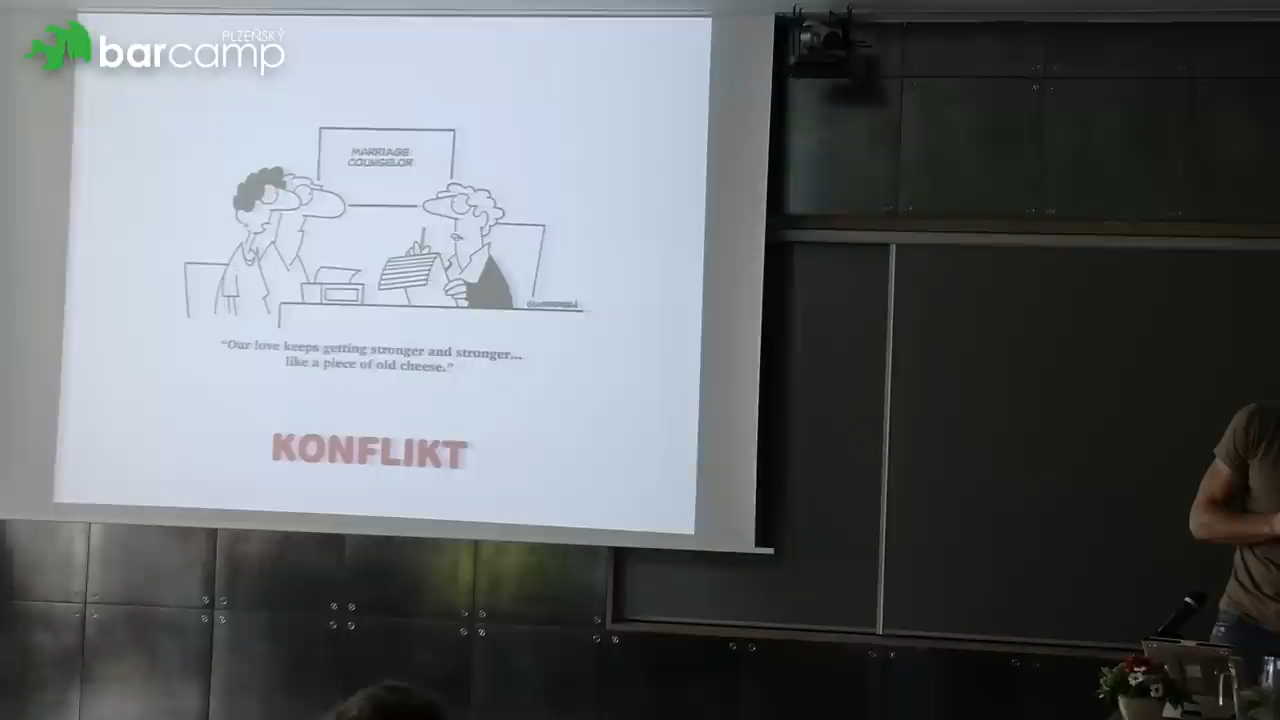 PLZEŇSKÝ
barcamp
MARRIAGE
COUNSELOR
"Our love keeps getting stronger and stronger...
like a piece of old cheese."
KONFLIKT